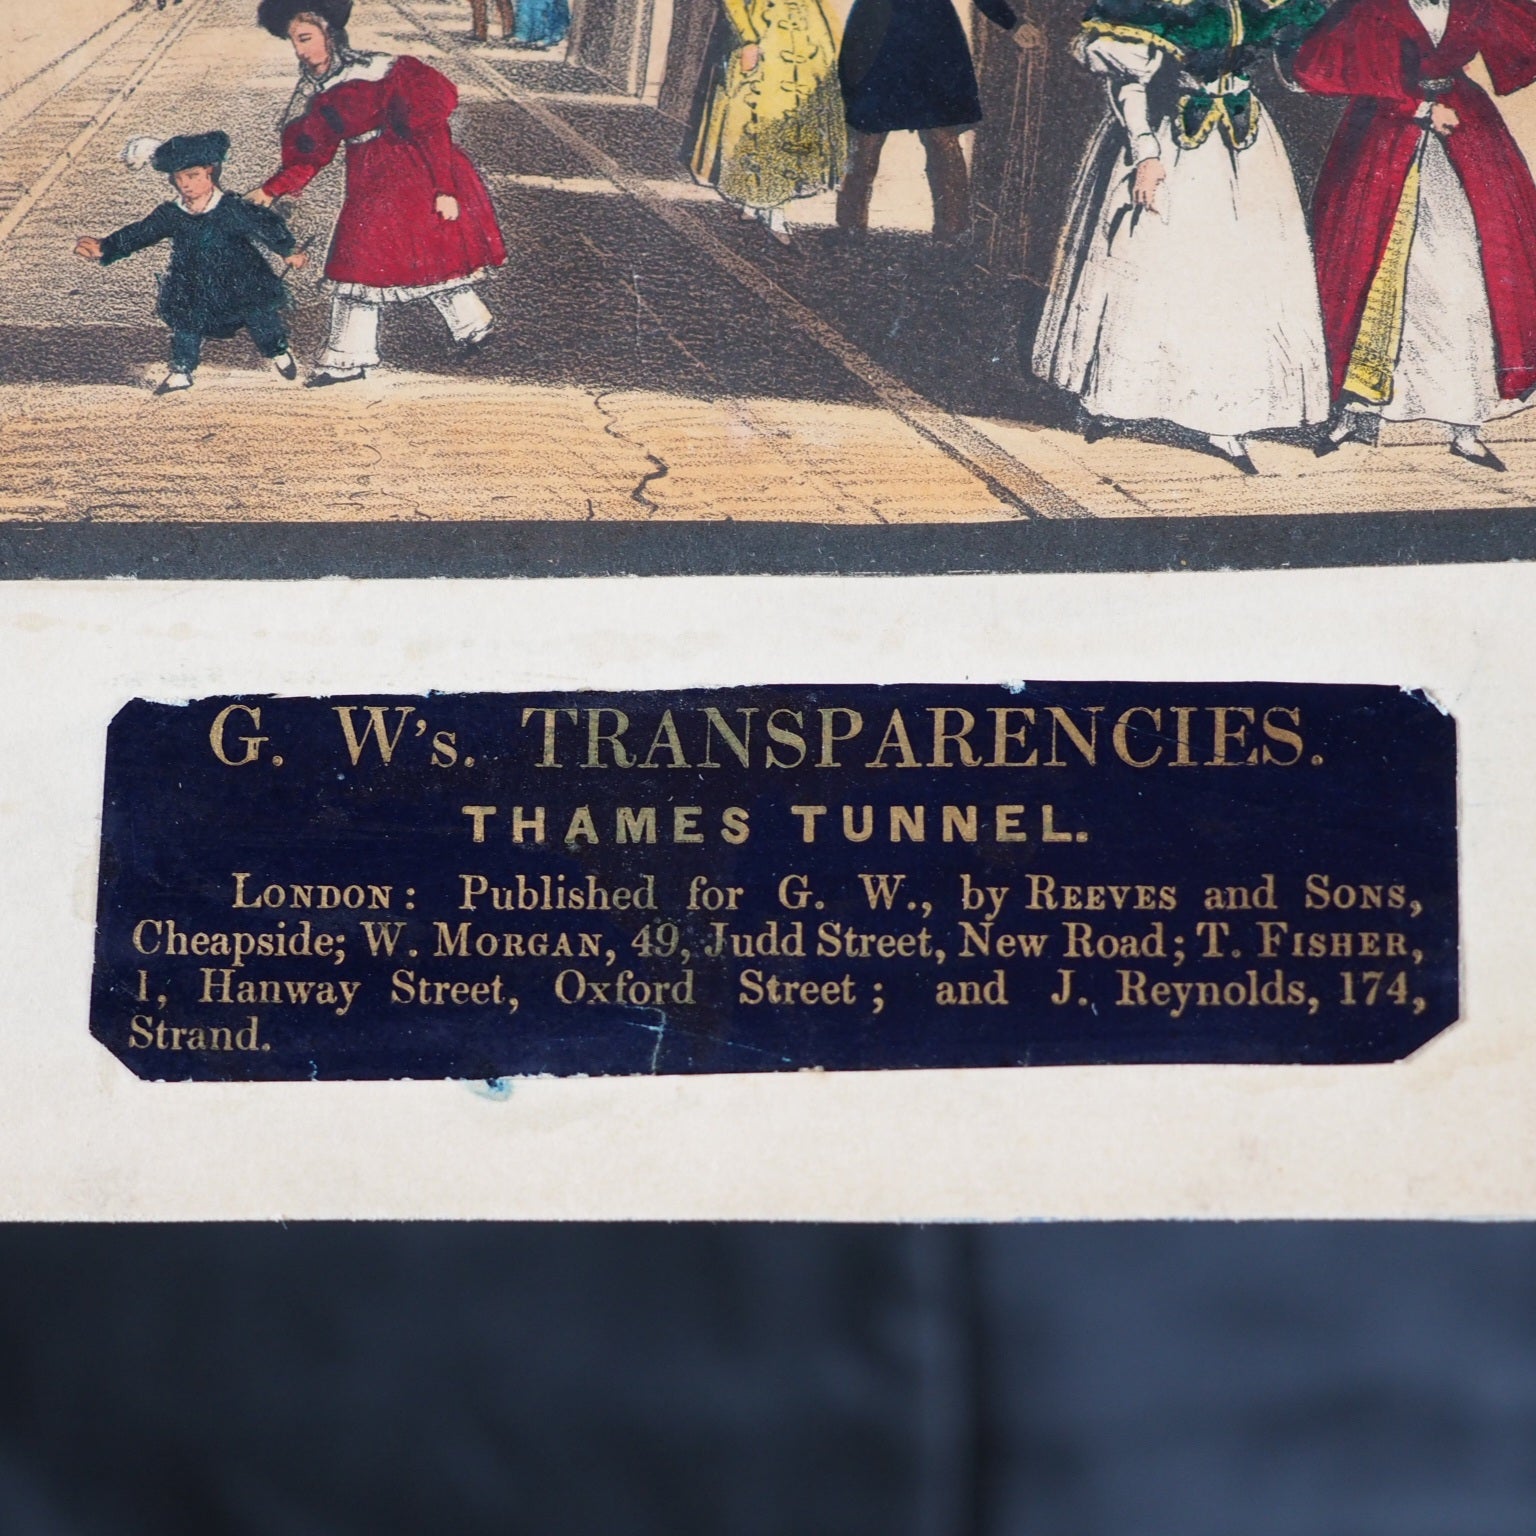 G. W's. TRANSPARENCIES.
THAMES TUNNEL.
LONDON: Published for G. W., by REEVES and SONS,
Cheapside; W. MORGAN, 49, Judd Street, New Road; T. FISHER,
1, Hanway Street, Oxford Street; and J. Reynolds, 174,
Strand.